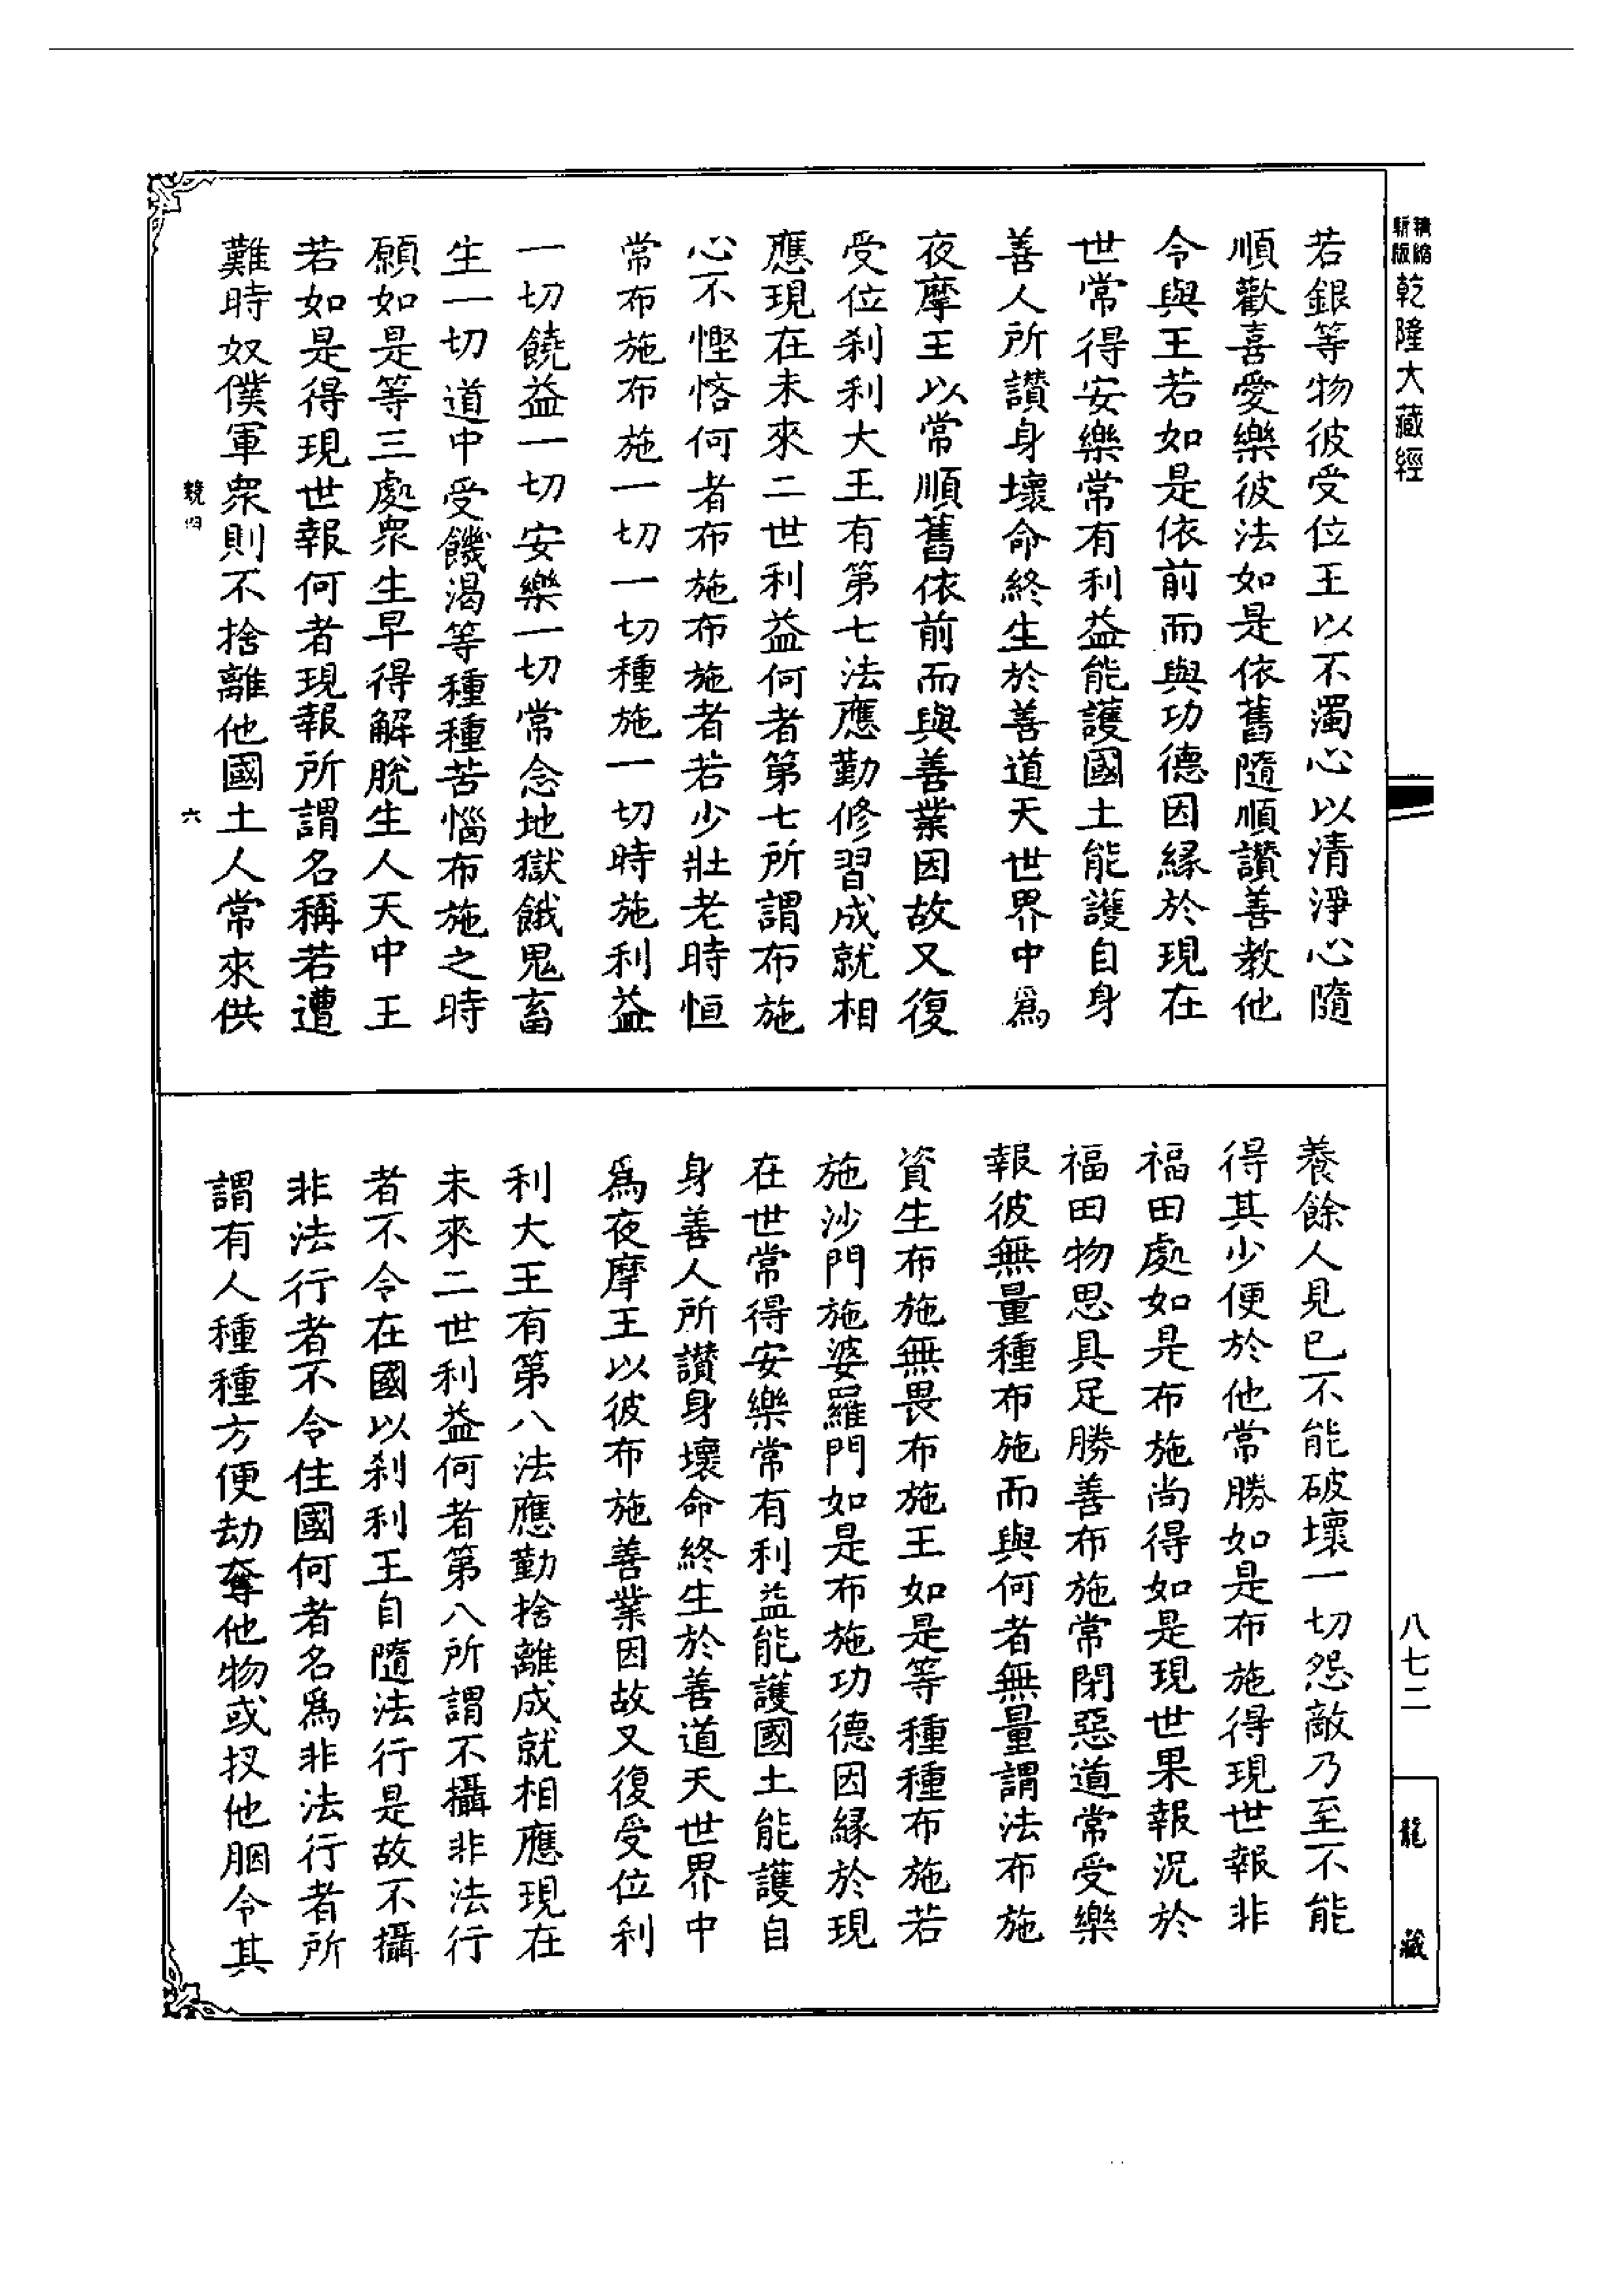 精縮
新版
乾隆大藏經
若銀等物彼受位王以不濁心以清淨心隨
順歡喜愛樂彼法如是依舊隨順讚善教他
令與王若如是依前而與功德因緣於現在
世常得安樂常有利益能護國土能護自身
善人所讚身壞命終生於善道天世界中爲
夜摩王以常順舊依前而與善業因故又復
受位刹利大王有第七法應勤修習成就相
應現在未來二世利益何者第七所謂布施
心不慳悋何者布施布施者若少壯老時恒
常布施布施一切一切種施一切時施利益
一切饒益一切安樂一切常念地獄餓鬼畜
生一切道中受饑渴等種種苦惱布施之時
願如是等三處衆生早得解脫生人天中王
若如是得現世報何者現報所謂名稱若遭
難時奴僕軍衆則不捨離他國土人常來供
競四
六
養餘人見已不能破壞一切怨敵乃至不能
得其少便於他常勝如是布施得現世報非
福田處如是布施尚得如是現世果報況於
福田物思具足勝善布施常閉惡道常受樂
報彼無量種布施而與何者無量謂法布施
資生布施無畏布施王如是等種種布施若
施沙門施婆羅門如是布施功德因緣於現
在世常得安樂常有利益能護國土能護自
身善人所讚身壞命終生於善道天世界中
爲夜摩王以彼布施善業因故又復受位刹
利大王有第八法應勤捨離成就相應現在
未來二世利益何者第八所謂不攝非法行
者不令在國以刹利王自隨法行是故不攝
非法行者不令住國何者名爲非法行者所
謂有人種種方便劫奪他物或扠他胭令其
八七二
龍藏